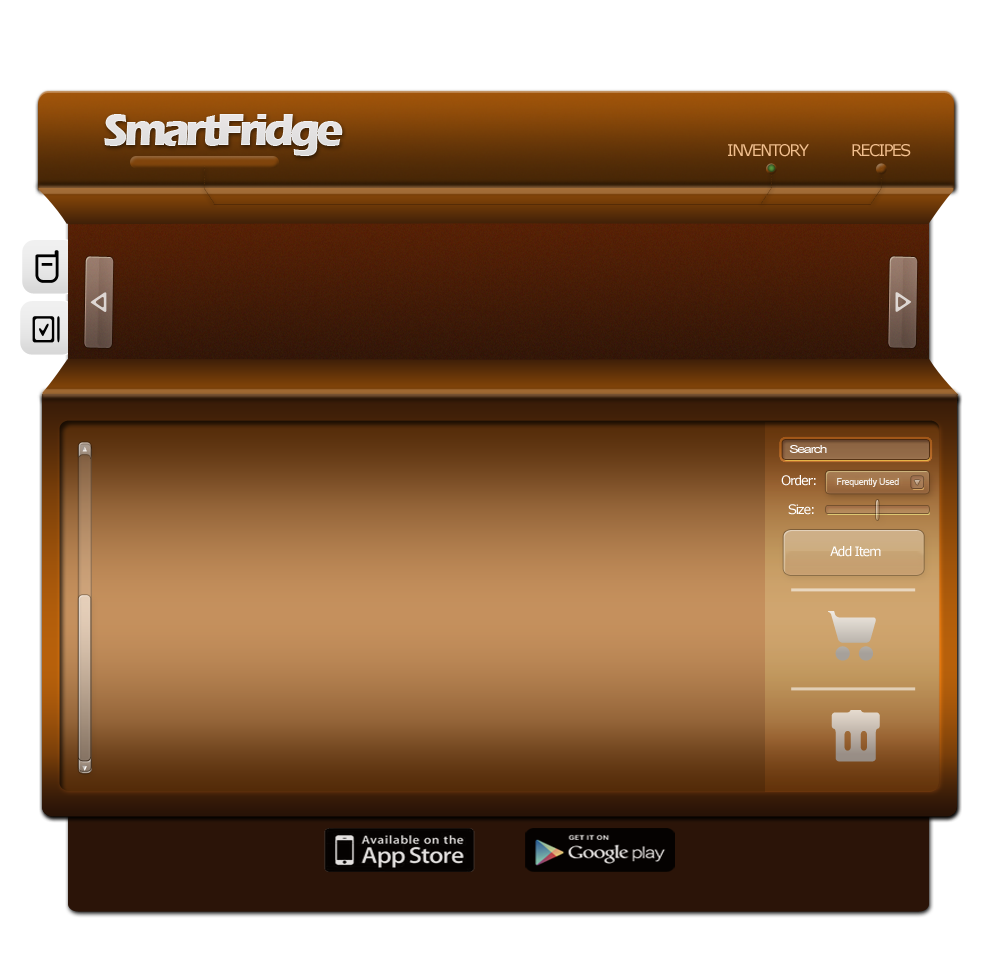 SmartFridge
INVENTORY
RECIPES
Search
Order:
Frequently Used
Size:
Add Item
Available on the
App Store
GET IT ON
Google play